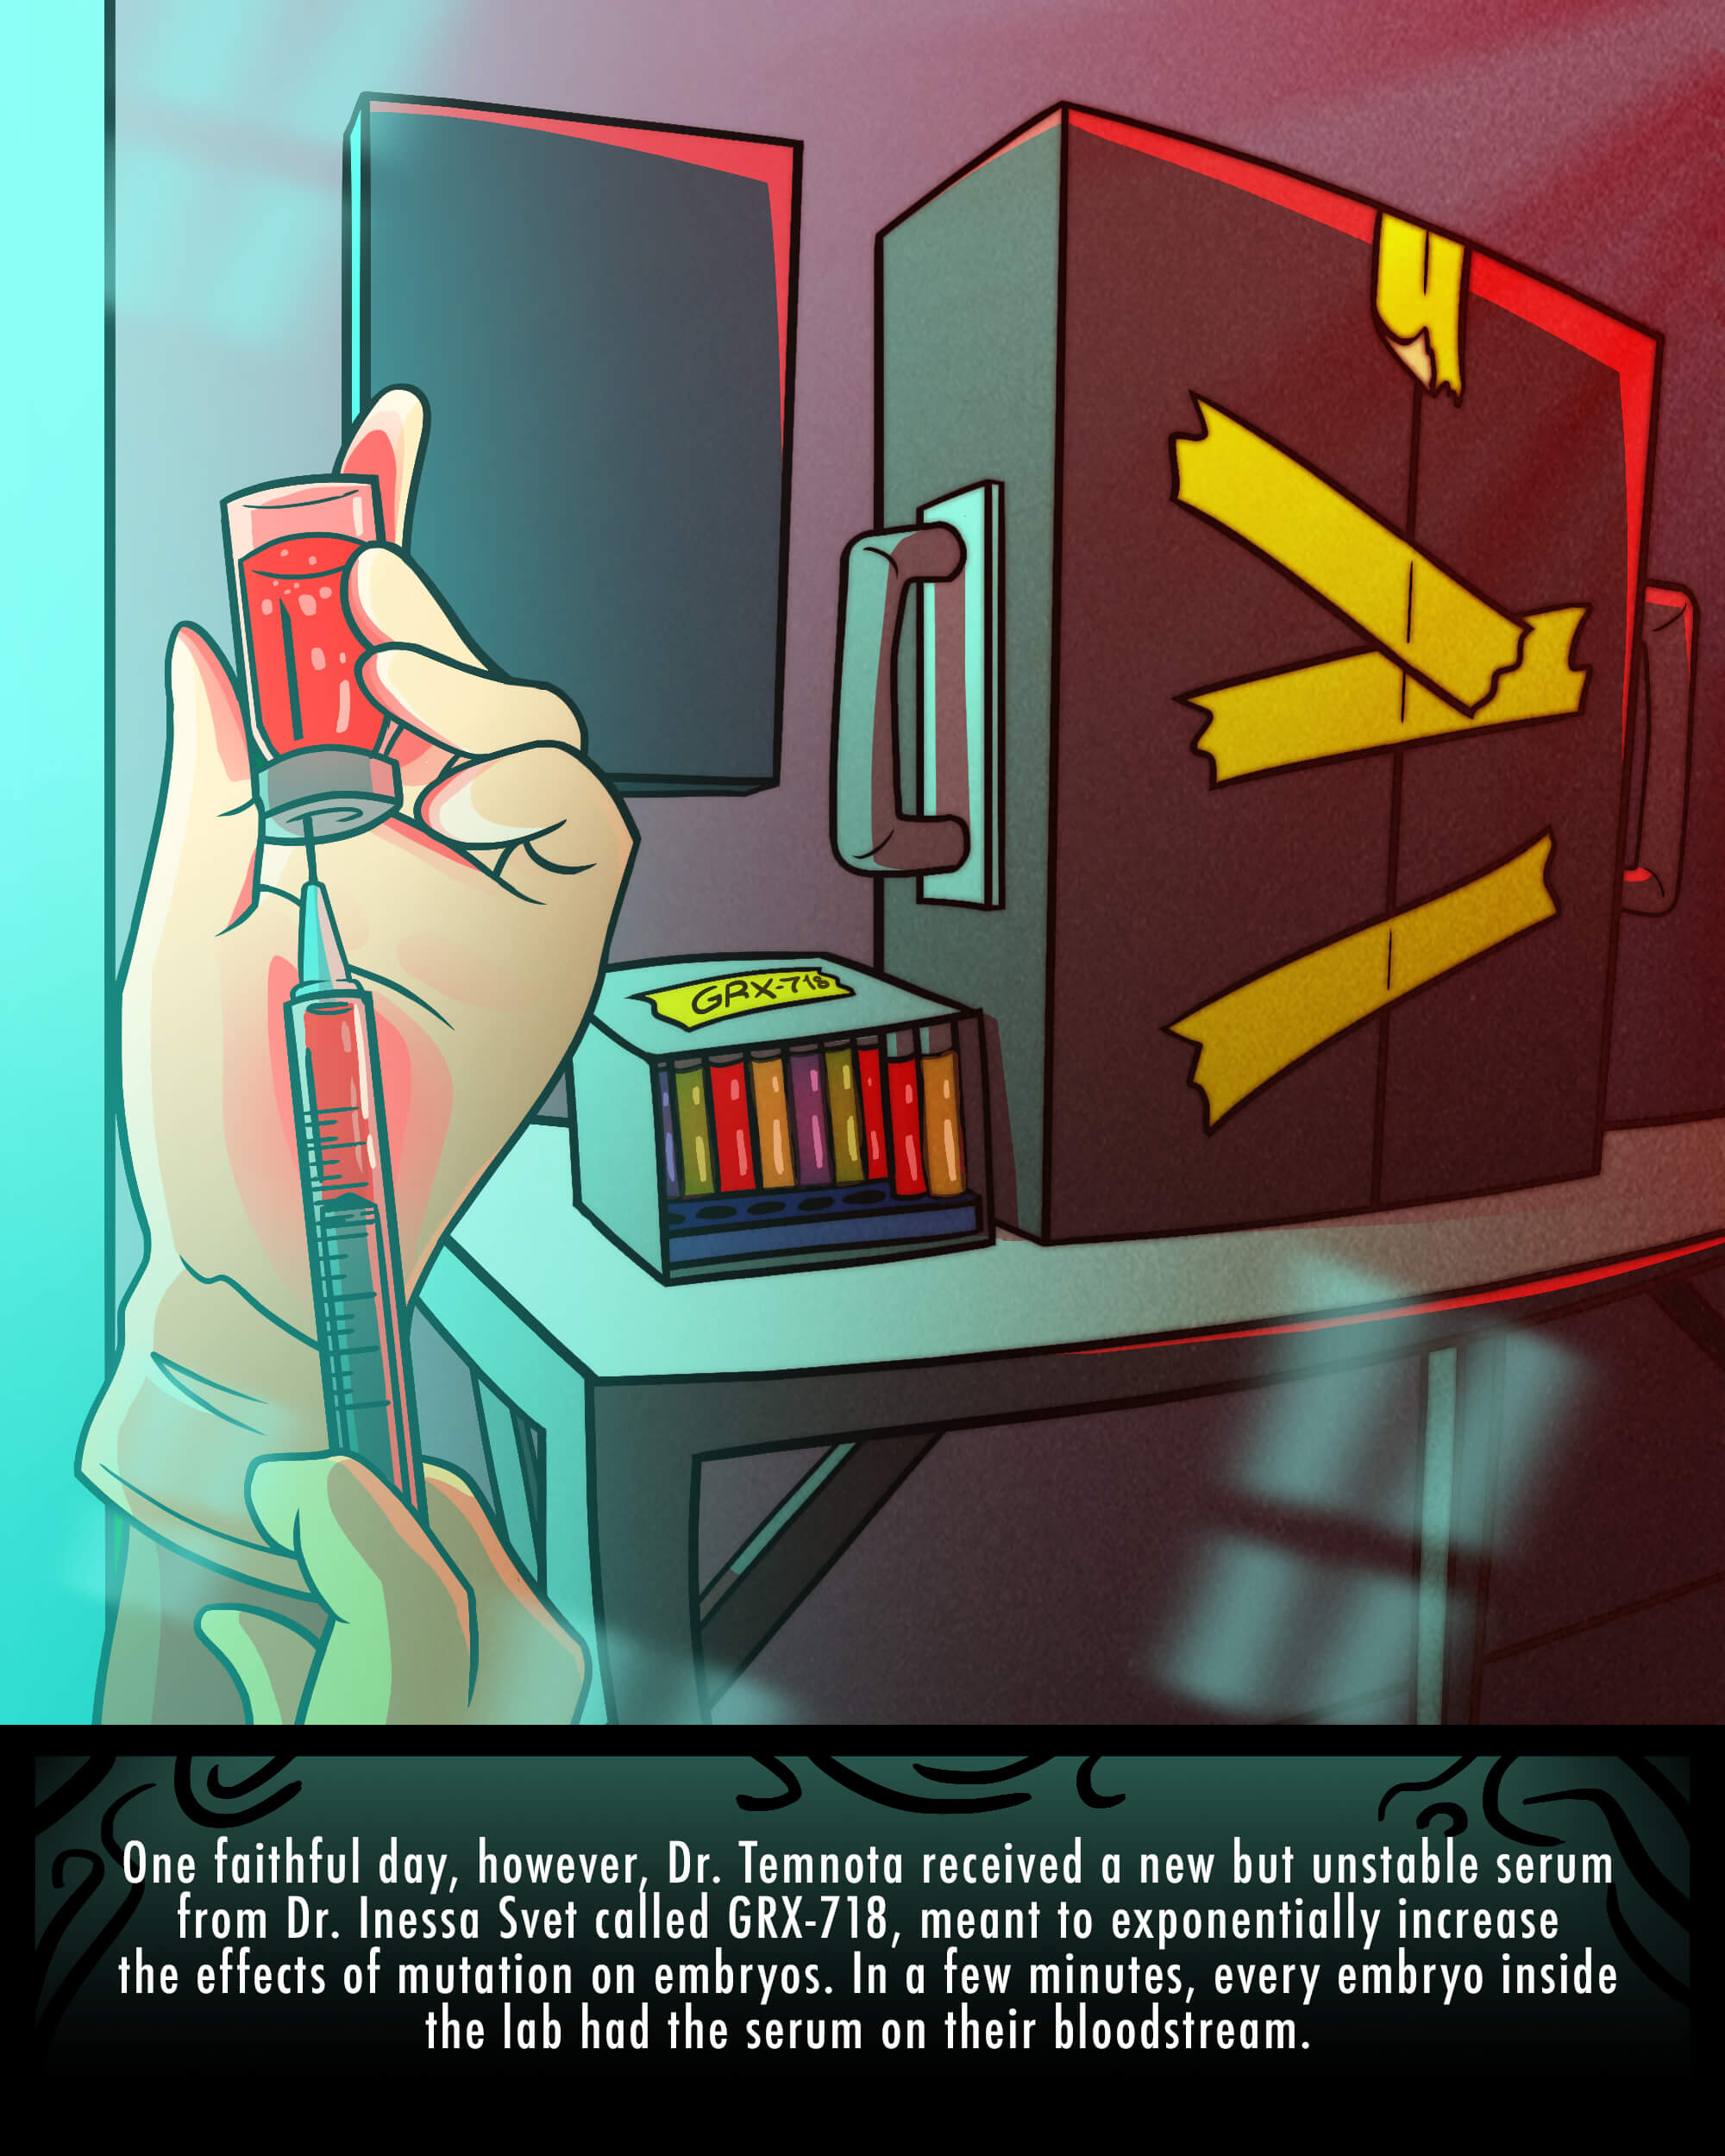 GRX-718
One faithful day, however, Dr. Temnota received a new but unstable serum
from Dr. Inessa Svet called GRX-718, meant to exponentially increase
the effects of mutation on embryos. In a few minutes, every embryo inside
the lab had the serum on their bloodstream.